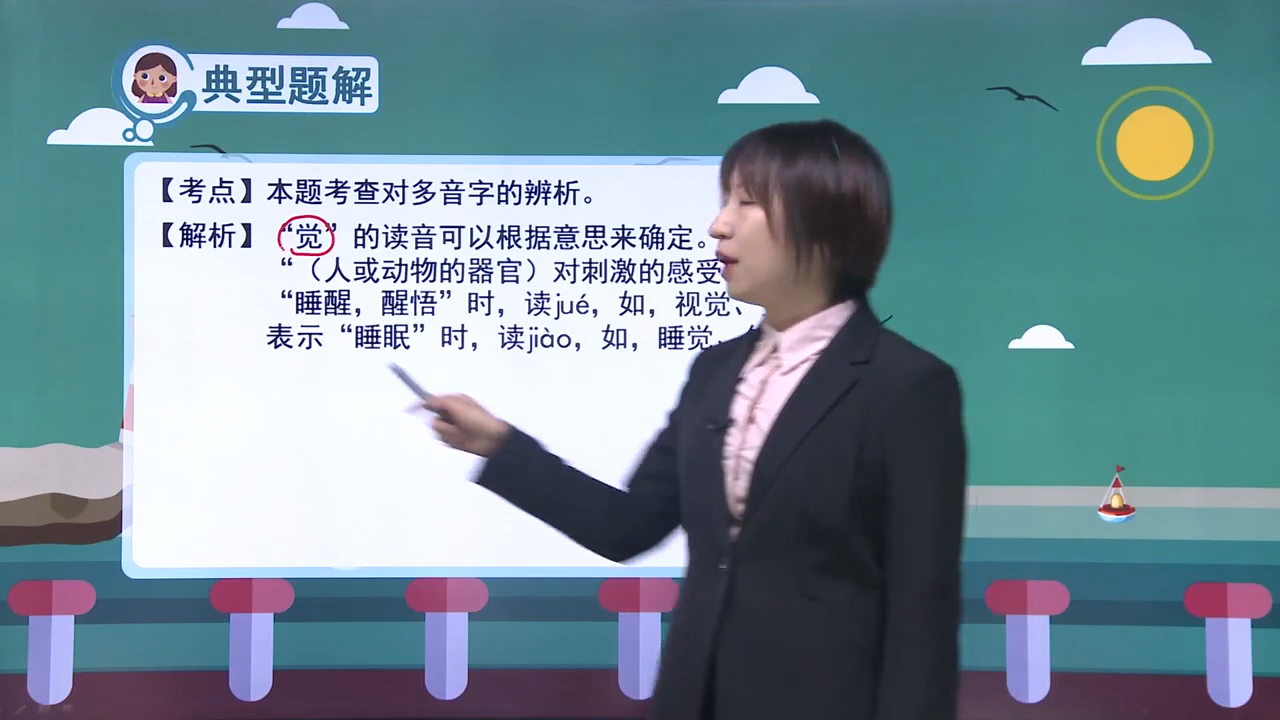 典型题解
【考点】本题考查对多音字的辨析。
【解析】“觉”的读音可以根据意思来确定。
“（人或动物的器官）对刺激的感受
“睡醒，醒悟”时，读jué，如，视觉、
表示“睡眠”时，读jiào，如，睡觉、